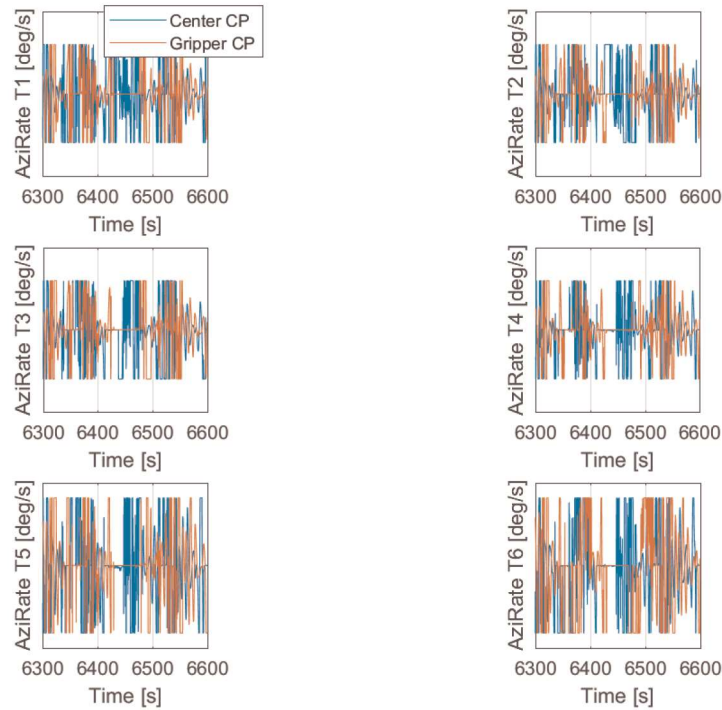 Center CP
Gripper CP
AziRate T1 [deg/s]
6300 6400 6500 6600
Time [s]
AziRate T2 [deg/s]
6300 6400 6500 6600
Time [s]
AziRate T3 [deg/s]
6300 6400 6500 6600
Time [s]
AziRate T4 [deg/s]
6300 6400 6500 6600
Time [s]
AziRate T5 [deg/s]
6300 6400 6500 6600
Time [s]
AziRate T6 [deg/s]
6300 6400 6500 6600
Time [s]